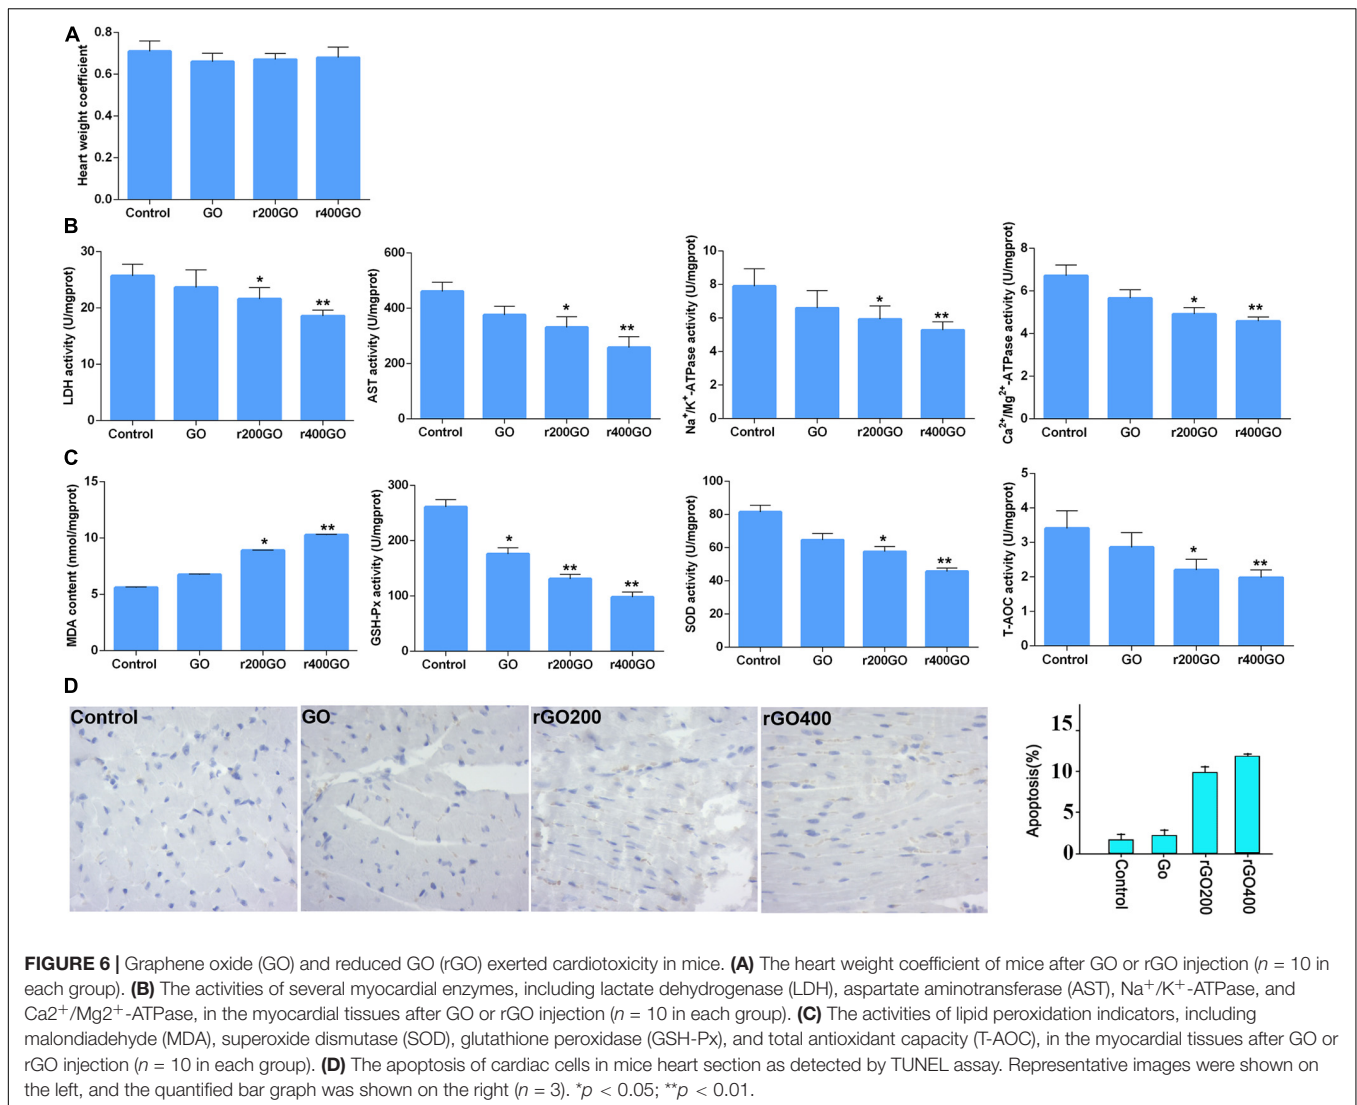 A
Heart weight coefficient
0.8
0.6
0.4
0.2
0.0
Control GO r200GO r400GO
B
LDH activity (U/mgprot)
30
20
10
0
* **
Control GO r200GO r400GO
AST activity (U/mgprot)
600
400
200
0
* **
Control GO r200GO r400GO
Na⁺/K⁺-ATPase activity (U/mgprot)
10
8
6
4
2
0
* **
Control GO r200GO r400GO
Ca²⁺/Mg²⁺-ATPase activity (U/mgprot)
8
6
4
2
0
* **
Control GO r200GO r400GO
C
MDA content (nmol/mgprot)
15
10
5
0
* **
Control GO r200GO r400GO
GSH-Px activity (U/mgprot)
300
200
100
0
* ** **
Control GO r200GO r400GO
SOD activity (U/mgprot)
100
80
60
40
20
0
* **
Control GO r200GO r400GO
T-AOC activity (U/mgprot)
5
4
3
2
1
0
* **
Control GO r200GO r400GO
D
Control GO rGO200 rGO400
Apoptosis(%)
15
10
5
0
Control Go rGO200 rGO400
FIGURE 6 | Graphene oxide (GO) and reduced GO (rGO) exerted cardiotoxicity in mice. (A) The heart weight coefficient of mice after GO or rGO injection (n = 10 in
each group). (B) The activities of several myocardial enzymes, including lactate dehydrogenase (LDH), aspartate aminotransferase (AST), Na⁺/K⁺-ATPase, and
Ca2+/Mg2+-ATPase, in the myocardial tissues after GO or rGO injection (n = 10 in each group). (C) The activities of lipid peroxidation indicators, including
malondiadehyde (MDA), superoxide dismutase (SOD), glutathione peroxidase (GSH-Px), and total antioxidant capacity (T-AOC), in the myocardial tissues after GO or
rGO injection (n = 10 in each group). (D) The apoptosis of cardiac cells in mice heart section as detected by TUNEL assay. Representative images were shown on
the left, and the quantified bar graph was shown on the right (n = 3). *p < 0.05; **p < 0.01.